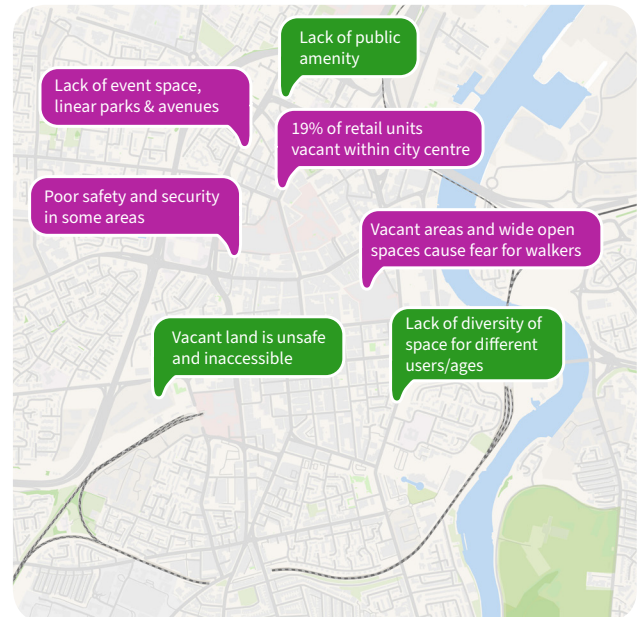 Lack of public
amenity
Lack of event space,
linear parks & avenues
19% of retail units
vacant within city centre
Poor safety and security
in some areas
Vacant areas and wide open
spaces cause fear for walkers
Vacant land is unsafe
and inaccessible
Lack of diversity of
space for different
users/ages